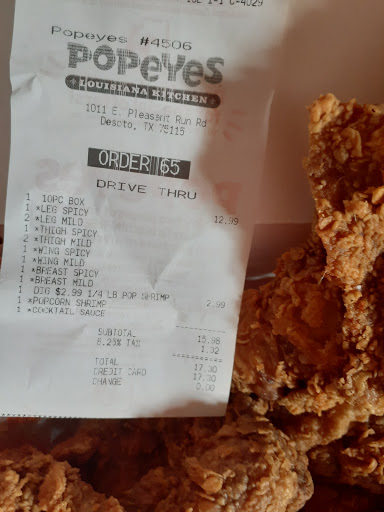 Popeyes #4506
POPEYES
LOUISIANA KITCHEN
1011 E. Pleasant Run Rd
Desoto, TX 75115
ORDER 65
DRIVE THRU
1 10PC BOX 12.99
1 *LEG SPICY
2 *LEG MILD
1 *THIGH SPICY
2 *THIGH MILD
1 *WING SPICY
1 *WING MILD
1 *BREAST SPICY
1 *BREAST MILD
1 DIG $2.99 1/4 LB POP SHRIMP 2.99
1 *POPCORN SHRIMP
1 *COCKTAIL SAUCE
SUBTOTAL 15.98
8.25% TAX 1.32
TOTAL 17.30
CREDIT CARD 17.30
CHANGE 0.00